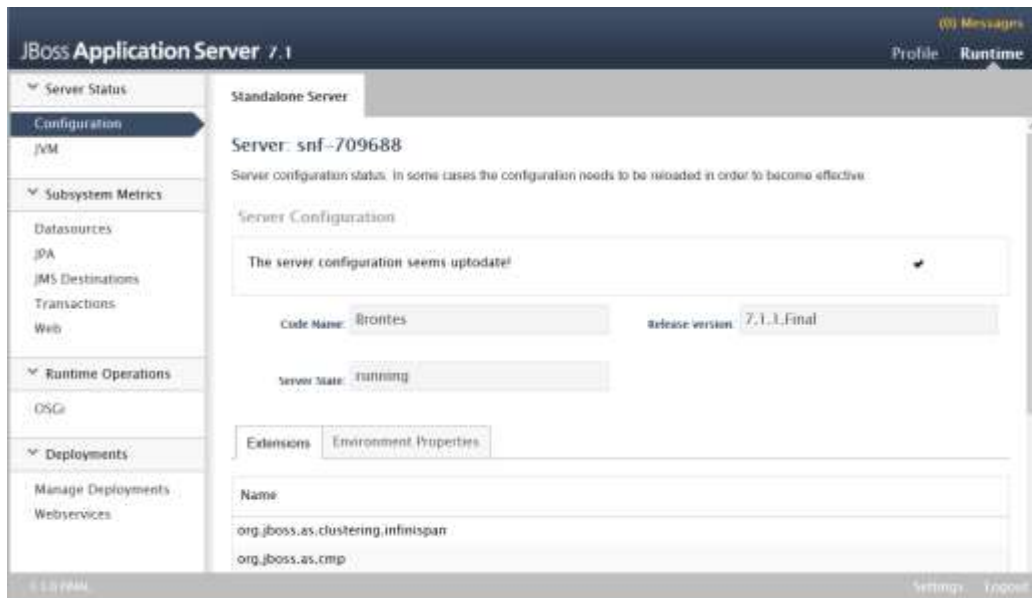 (0) Messages
JBoss Application Server 7.1
Profile Runtime
Server Status
Configuration
JVM
Subsystem Metrics
Datasources
JPA
JMS Destinations
Transactions
Web
Runtime Operations
OSGi
Deployments
Manage Deployments
Webservices
Standalone Server
Server: snf-709688
Server configuration status. In some cases the configuration needs to be reloaded in order to become effective
Server Configuration
The server configuration seems uptodate!
Code Name: Brontes
Release version: 7.1.1.Final
Server State: running
Extensions Environment Properties
Name
org.jboss.as.clustering.infinispan
org.jboss.as.cmp
Settings Logout